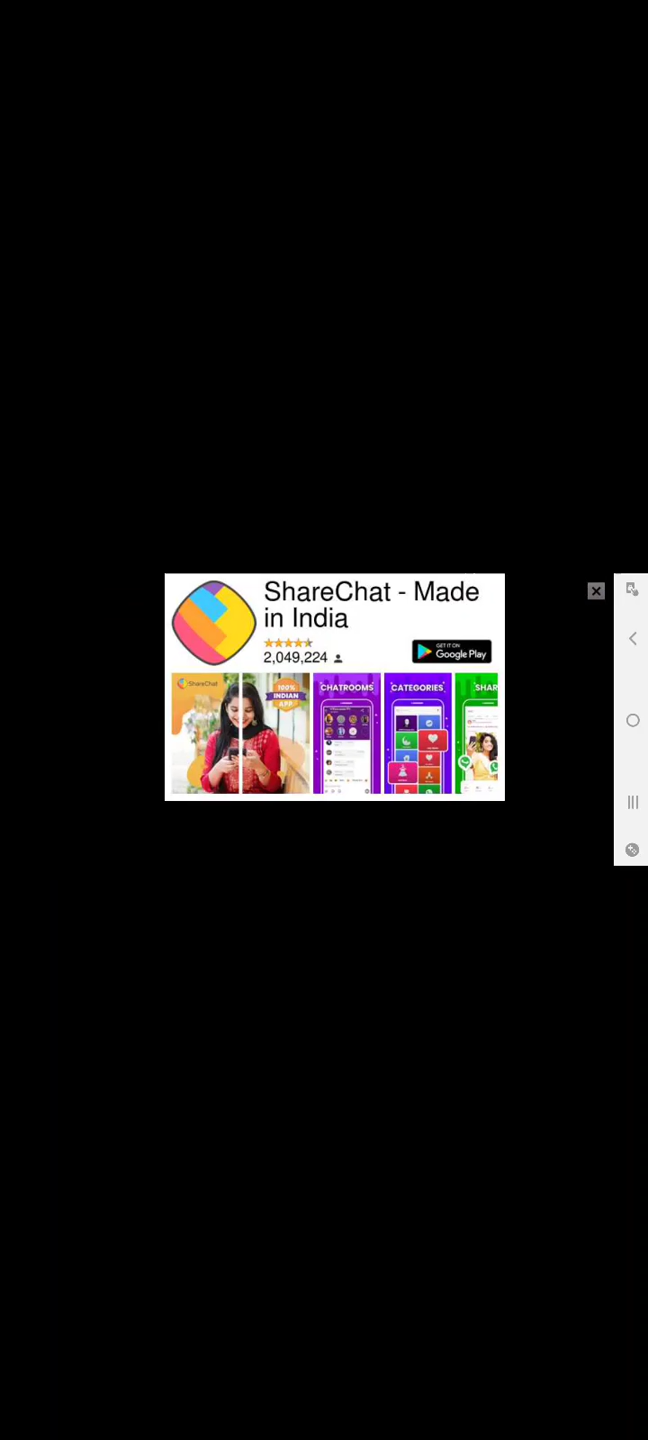 ShareChat - Made
in India
2,049,224
GET IT ON
Google Play
ShareChat
100%
INDIAN
APP
CHATROOMS
CATEGORIES
SHAR